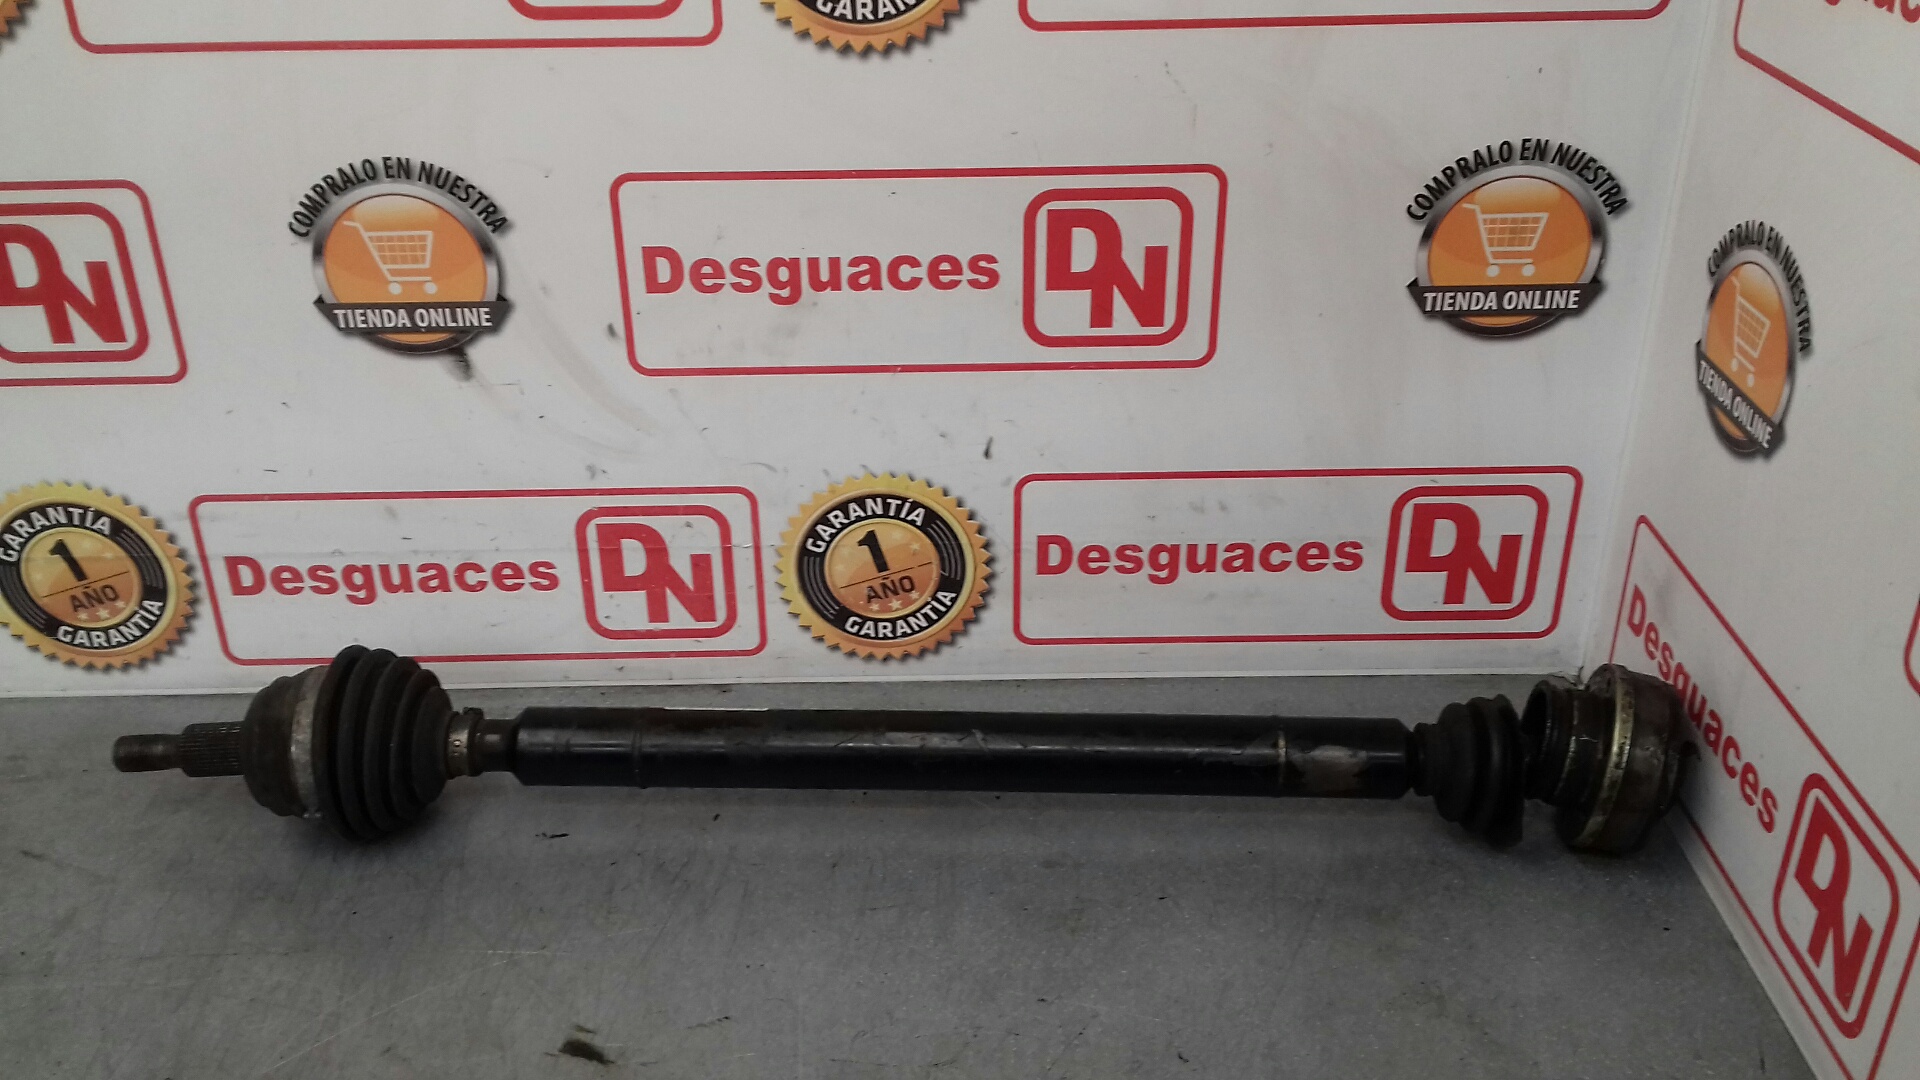 GARANTÍA
COMPRALO EN NUESTRA
TIENDA ONLINE
DN
Desguaces DN
COMPRALO EN NUESTRA
TIENDA ONLINE
COMPRALO EN NUESTRA
TIENDA ONLINE
GARANTÍA
1
AÑO
GARANTÍA
Desguaces DN
GARANTÍA
1
AÑO
GARANTÍA
Desguaces DN
Desguaces DN